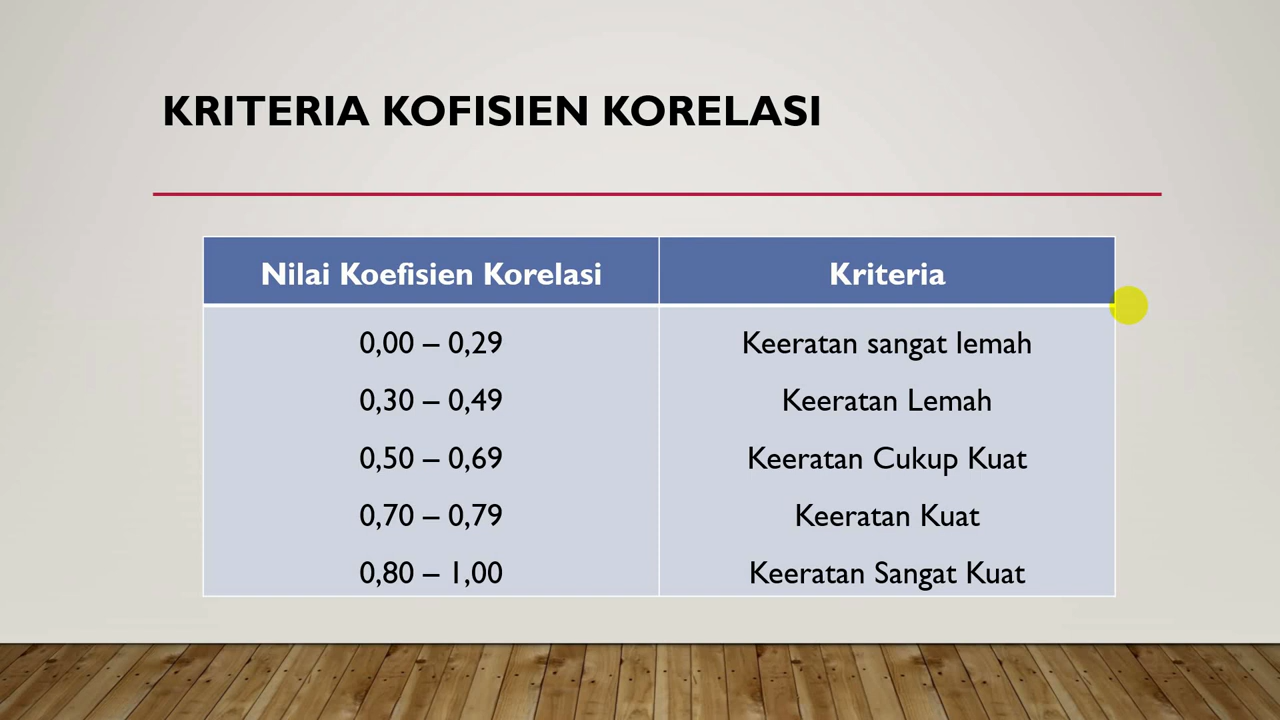 KRITERIA KOFISIEN KORELASI
Nilai Koefisien Korelasi Kriteria
0,00 – 0,29 Keeratan sangat lemah
0,30 – 0,49 Keeratan Lemah
0,50 – 0,69 Keeratan Cukup Kuat
0,70 – 0,79 Keeratan Kuat
0,80 – 1,00 Keeratan Sangat Kuat